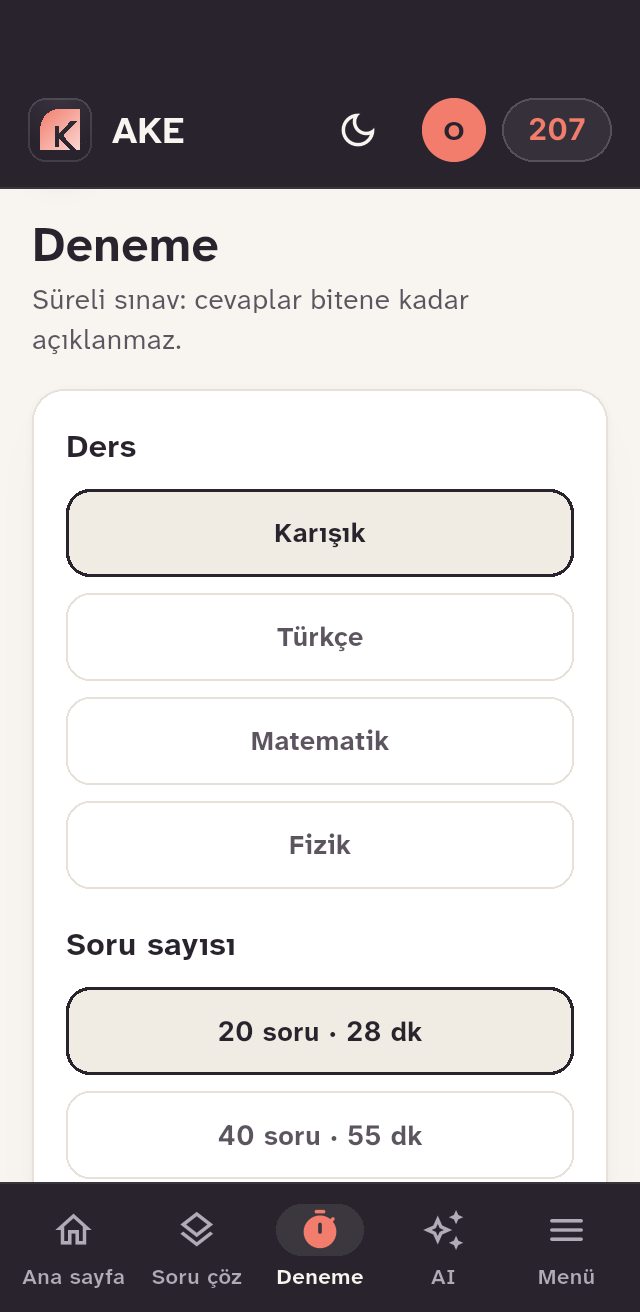 K
AKE
O
207
Deneme
Süreli sınav: cevaplar bitene kadar
açıklanmaz.
Ders
Karışık
Türkçe
Matematik
Fizik
Soru sayısı
20 soru · 28 dk
40 soru · 55 dk
Ana sayfa
Soru çöz
Deneme
AI
Menü